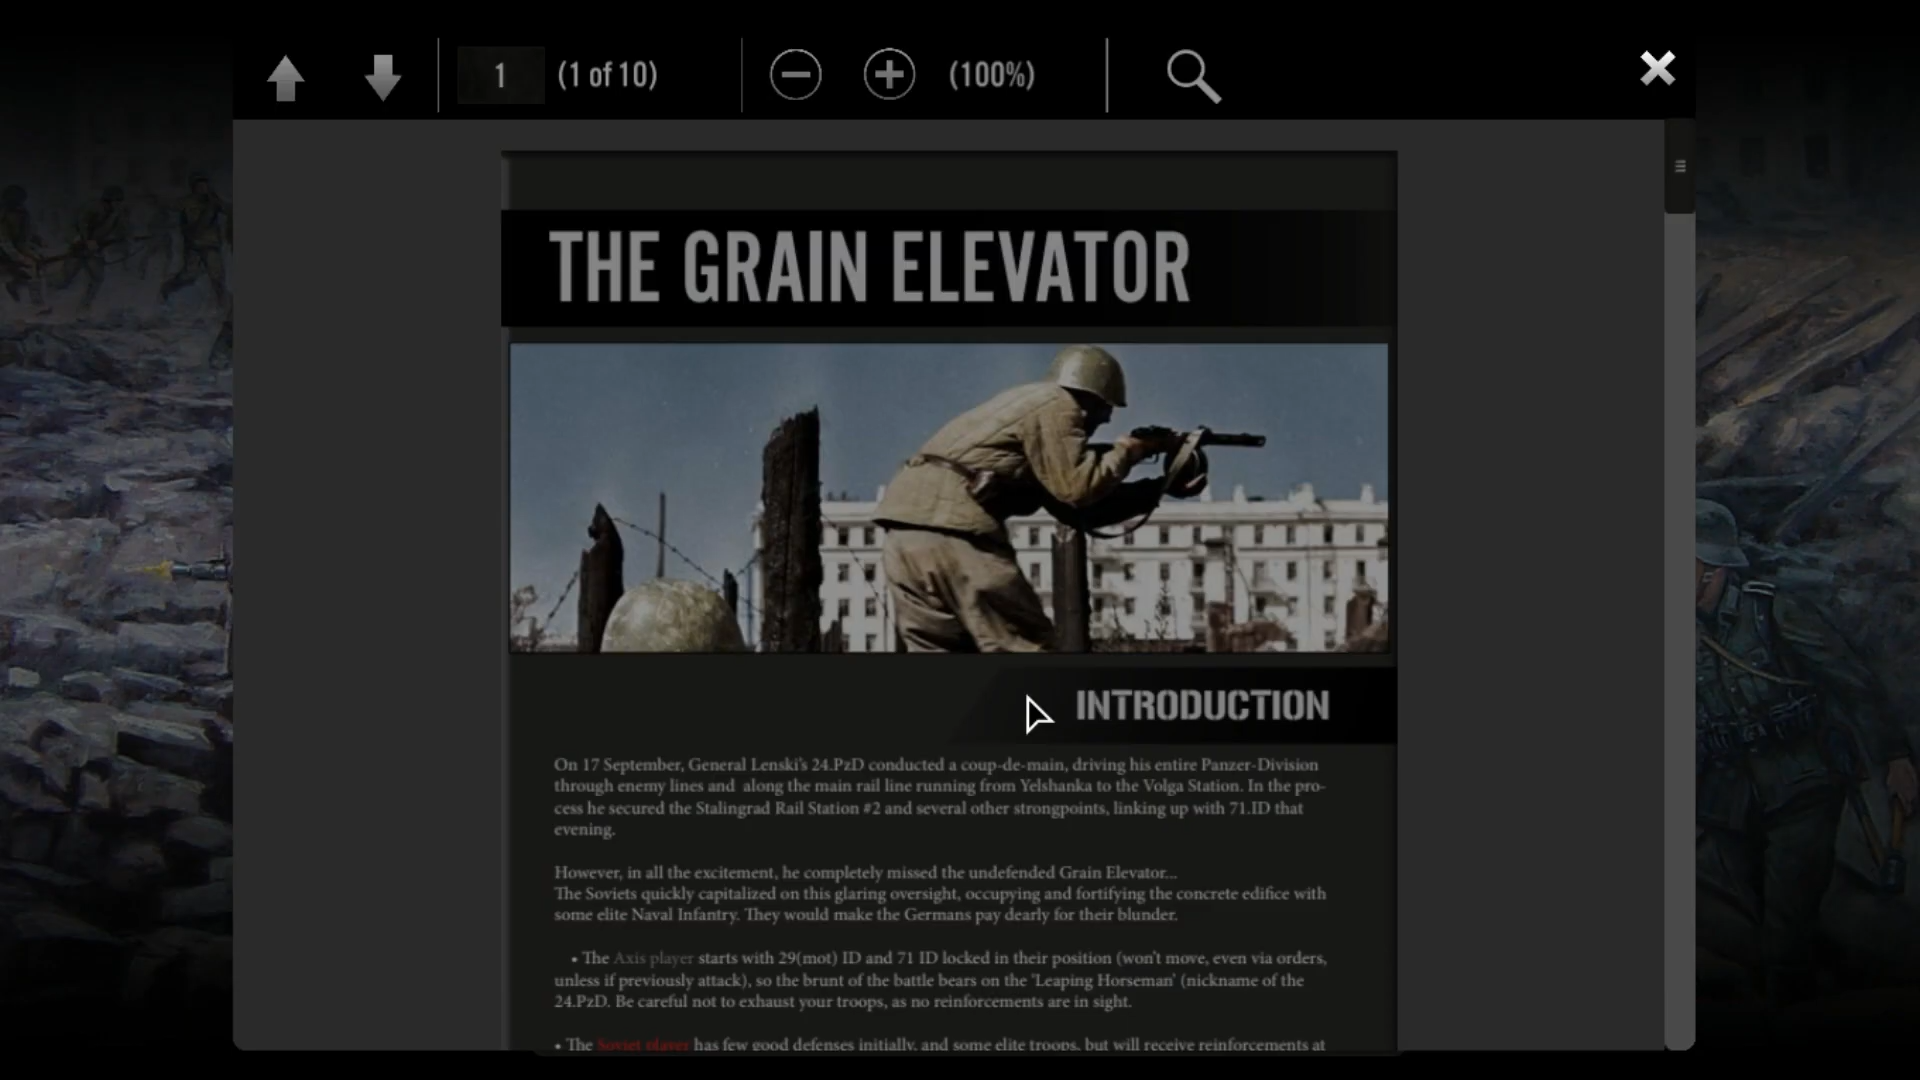 1 (1 of 10) (100%)
THE GRAIN ELEVATOR
INTRODUCTION
On 17 September, General Lenski's 24.PzD conducted a coup-de-main, driving his entire Panzer-Division
through enemy lines and along the main rail line running from Yelshanka to the Volga Station. In the pro-
cess he secured the Stalingrad Rail Station #2 and several other strongpoints, linking up with 71.ID that
evening.
However, in all the excitement, he completely missed the undefended Grain Elevator...
The Soviets quickly capitalized on this glaring oversight, occupying and fortifying the concrete edifice with
some elite Naval Infantry. They would make the Germans pay dearly for their blunder.
• The Axis player starts with 29(mot) ID and 71 ID locked in their position (won't move, even via orders,
unless if previously attack), so the brunt of the battle bears on the 'Leaping Horseman' (nickname of the
24.PzD. Be careful not to exhaust your troops, as no reinforcements are in sight.
• The Soviet player has few good defenses initially, and some elite troops, but will receive reinforcements at